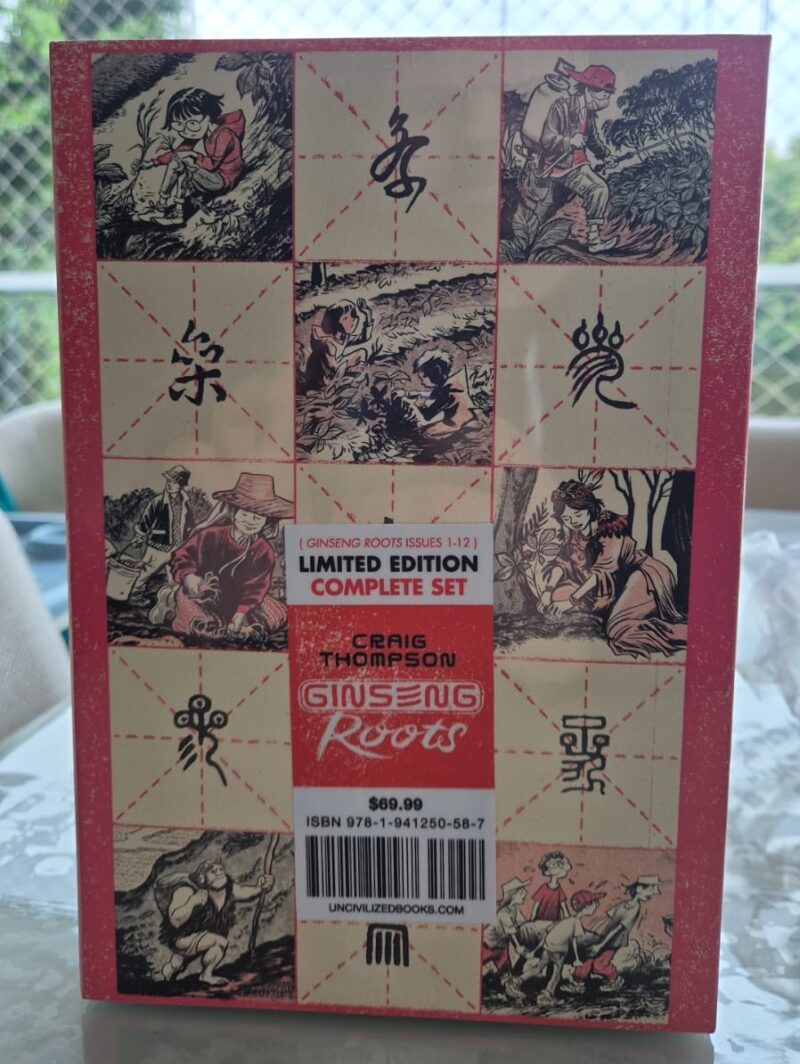 ( GINSENG ROOTS ISSUES 1-12 )
LIMITED EDITION
COMPLETE SET
CRAIG
THOMPSON
GINSENG
Roots
$69.99
ISBN 978-1-941250-58-7
UNCIVILIZEDBOOKS.COM